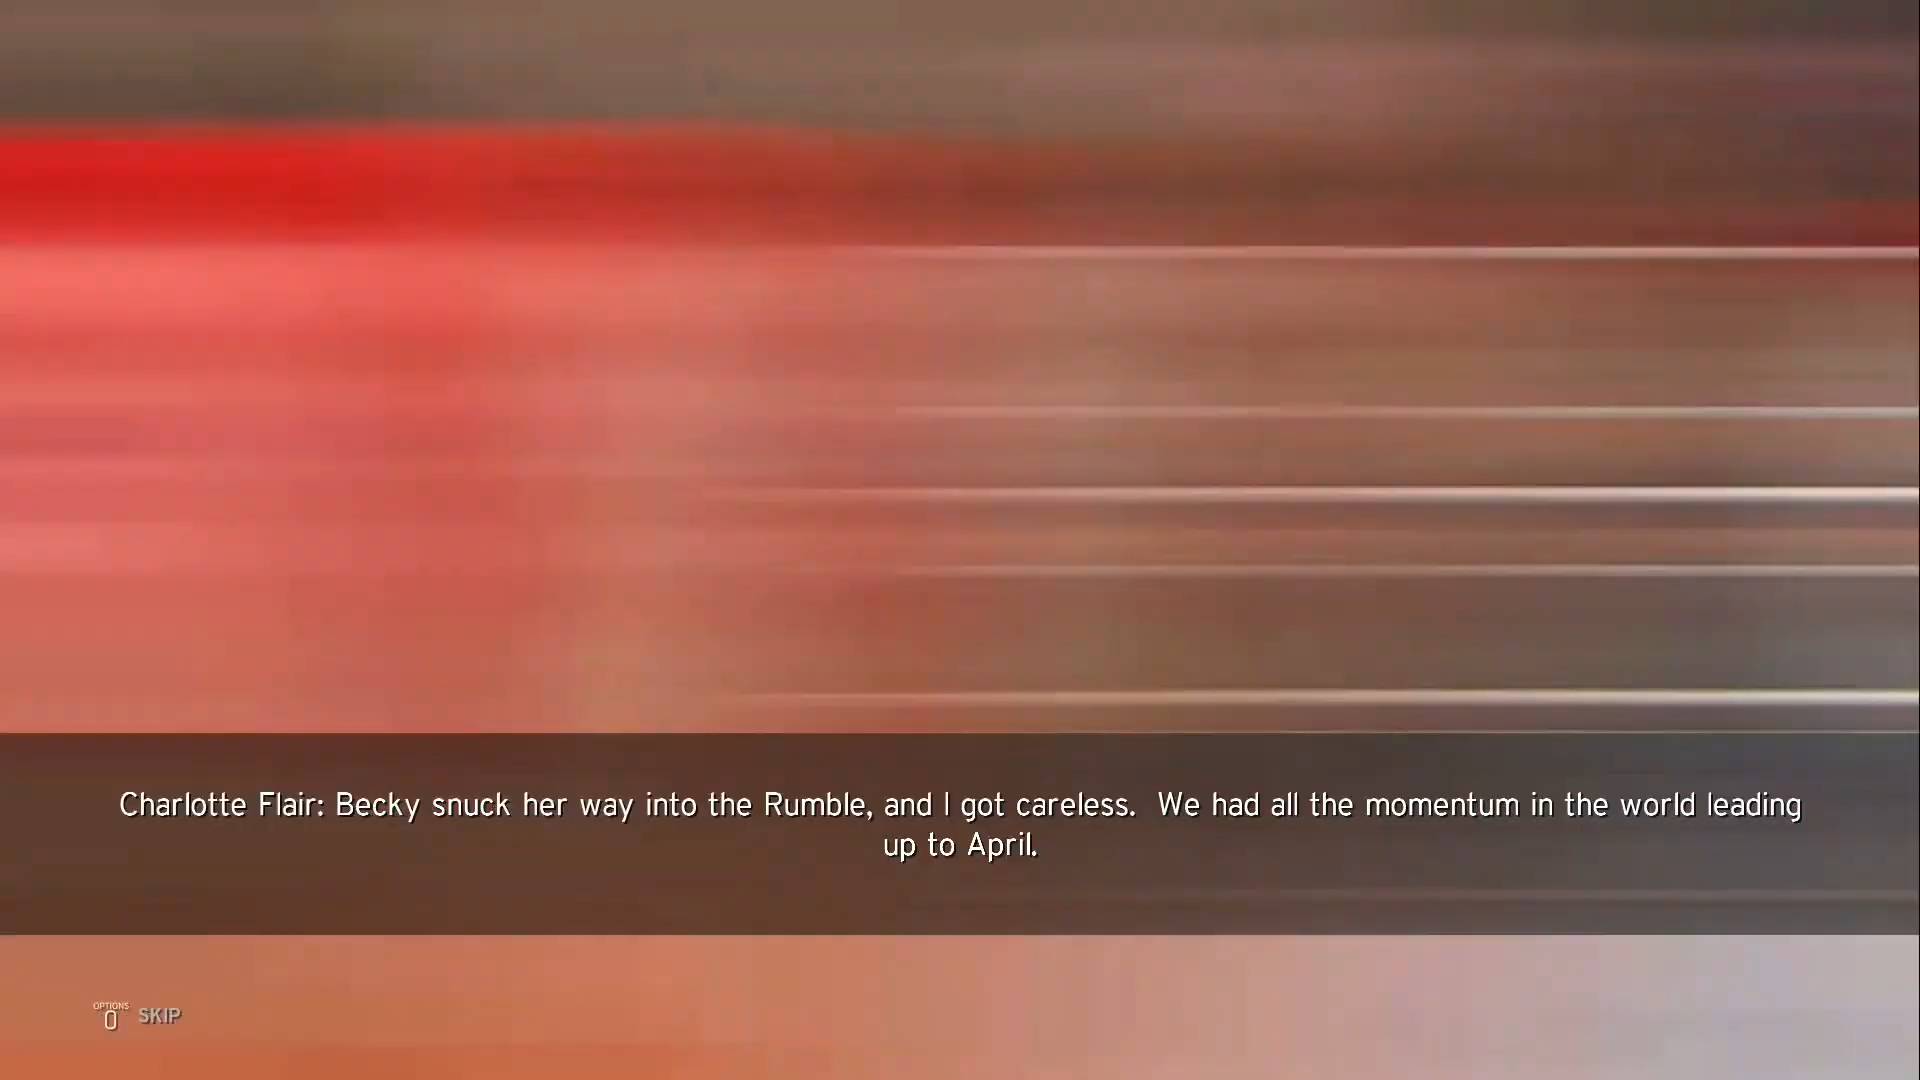 Charlotte Flair: Becky snuck her way into the Rumble, and I got careless.  We had all the momentum in the world leading
up to April.
OPTIONS
SKIP